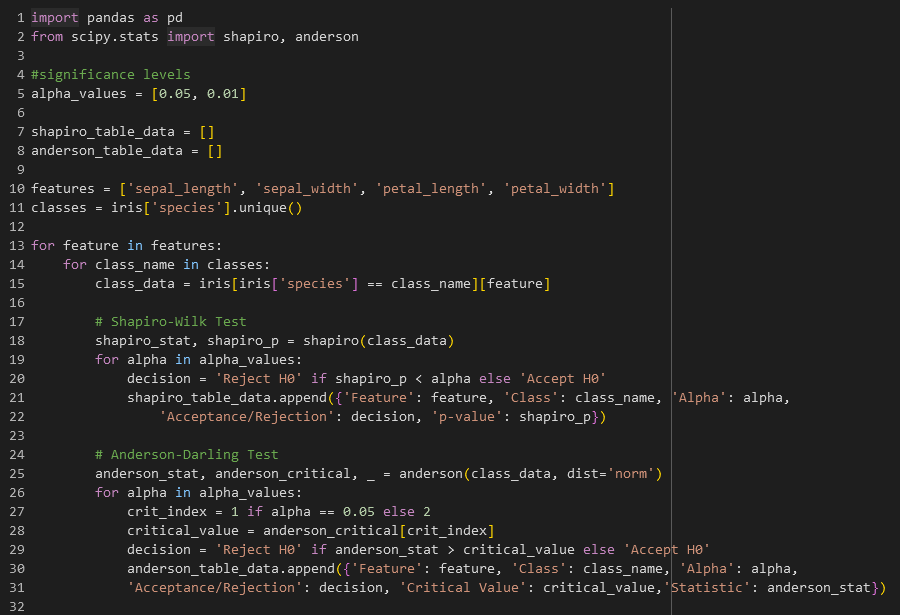 1 import pandas as pd
2 from scipy.stats import shapiro, anderson
3
4 #significance levels
5 alpha_values = [0.05, 0.01]
6
7 shapiro_table_data = []
8 anderson_table_data = []
9
10 features = ['sepal_length', 'sepal_width', 'petal_length', 'petal_width']
11 classes = iris['species'].unique()
12
13 for feature in features:
14     for class_name in classes:
15         class_data = iris[iris['species'] == class_name][feature]
16
17         # Shapiro-Wilk Test
18         shapiro_stat, shapiro_p = shapiro(class_data)
19         for alpha in alpha_values:
20             decision = 'Reject H0' if shapiro_p < alpha else 'Accept H0'
21             shapiro_table_data.append({'Feature': feature, 'Class': class_name, 'Alpha': alpha,
22                 'Acceptance/Rejection': decision, 'p-value': shapiro_p})
23
24         # Anderson-Darling Test
25         anderson_stat, anderson_critical, _ = anderson(class_data, dist='norm')
26         for alpha in alpha_values:
27             crit_index = 1 if alpha == 0.05 else 2
28             critical_value = anderson_critical[crit_index]
29             decision = 'Reject H0' if anderson_stat > critical_value else 'Accept H0'
30             anderson_table_data.append({'Feature': feature, 'Class': class_name, 'Alpha': alpha,
31             'Acceptance/Rejection': decision, 'Critical Value': critical_value,'Statistic': anderson_stat})
32